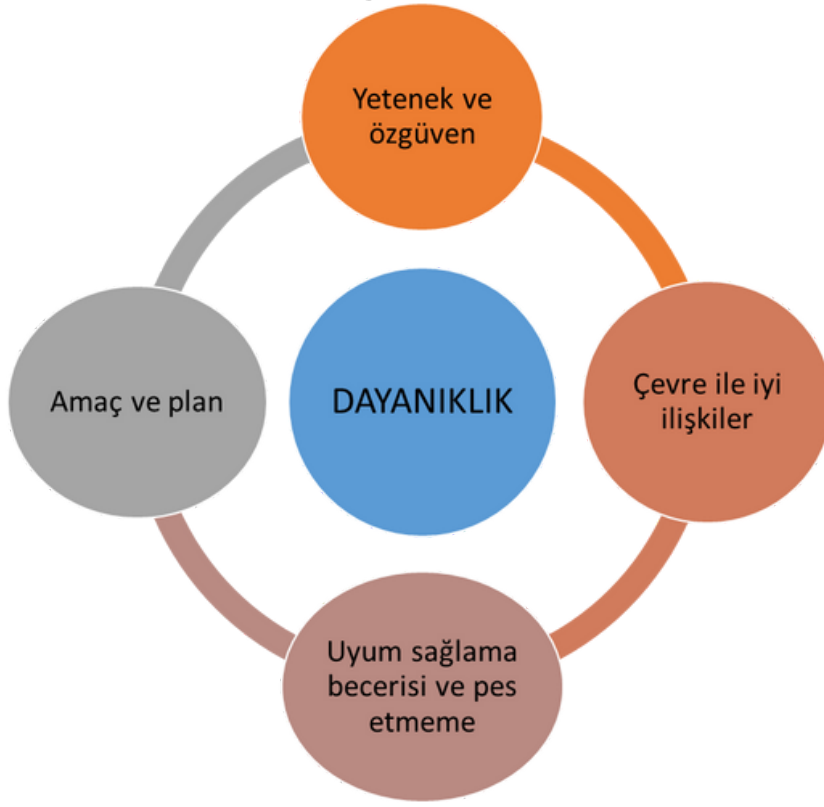 Yetenek ve
özgüven
Amaç ve plan
DAYANIKLIK
Çevre ile iyi
ilişkiler
Uyum sağlama
becerisi ve pes
etmeme